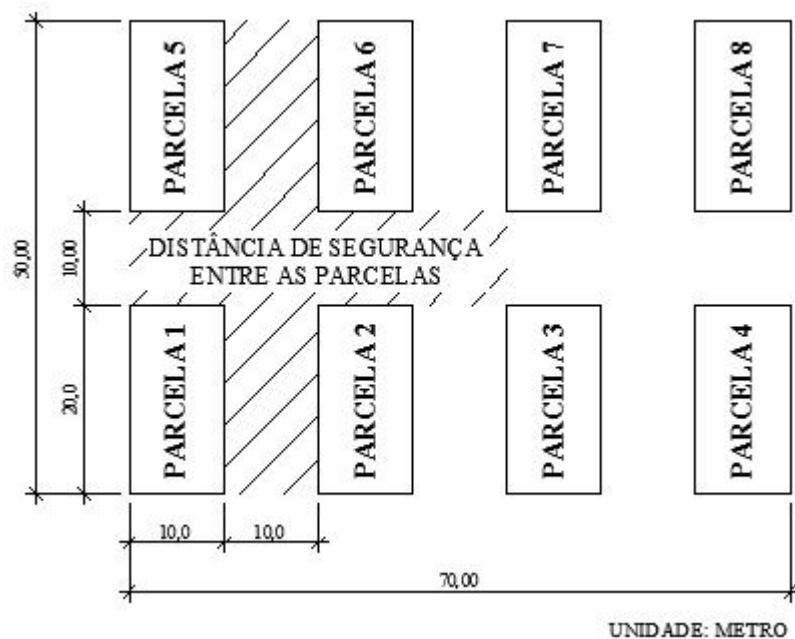 PARCELA 5
PARCELA 6
PARCELA 7
PARCELA 8
50,00
10,00
DISTÂNCIA DE SEGURANÇA
ENTRE AS PARCELAS
20,0
PARCELA 1
PARCELA 2
PARCELA 3
PARCELA 4
10,0
10,0
70,00
UNIDADE: METRO